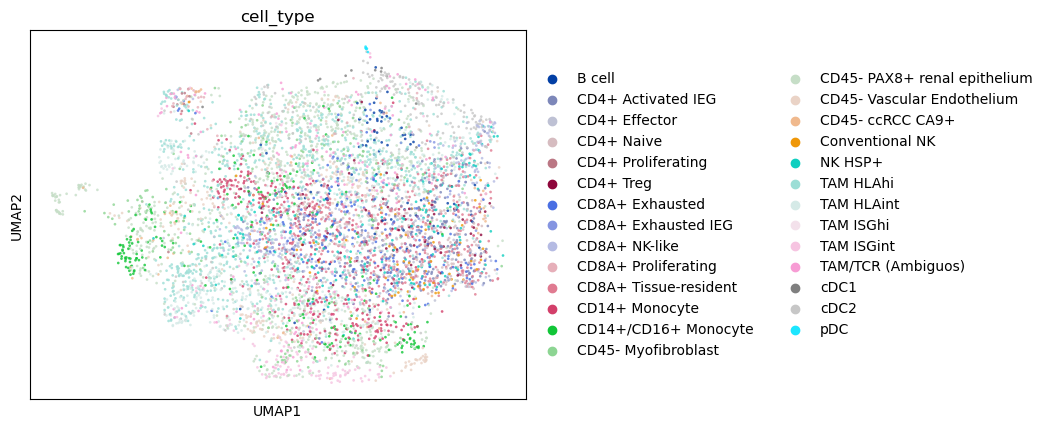 cell_type
UMAP2
UMAP1
B cell
CD4+ Activated IEG
CD4+ Effector
CD4+ Naive
CD4+ Proliferating
CD4+ Treg
CD8A+ Exhausted
CD8A+ Exhausted IEG
CD8A+ NK-like
CD8A+ Proliferating
CD8A+ Tissue-resident
CD14+ Monocyte
CD14+/CD16+ Monocyte
CD45- Myofibroblast
CD45- PAX8+ renal epithelium
CD45- Vascular Endothelium
CD45- ccRCC CA9+
Conventional NK
NK HSP+
TAM HLAhi
TAM HLAint
TAM ISGhi
TAM ISGint
TAM/TCR (Ambiguos)
cDC1
cDC2
pDC